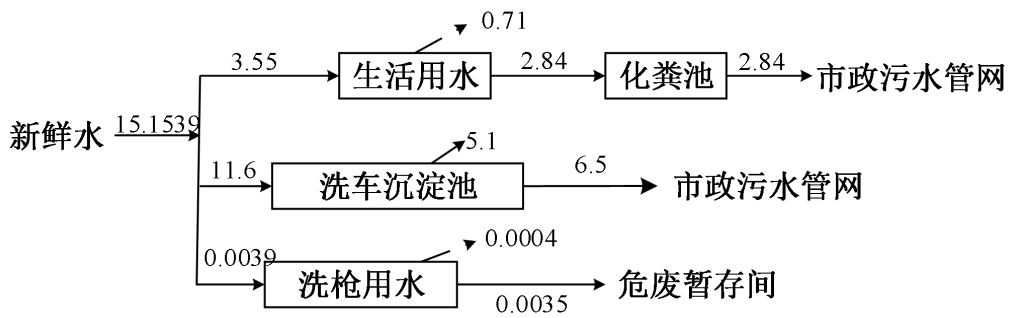 0.71
3.55
生活用水
2.84
化粪池
2.84
市政污水管网
新鲜水
15.1539
5.1
11.6
洗车沉淀池
6.5
市政污水管网
0.0004
0.0039
洗枪用水
0.0035
危废暂存间